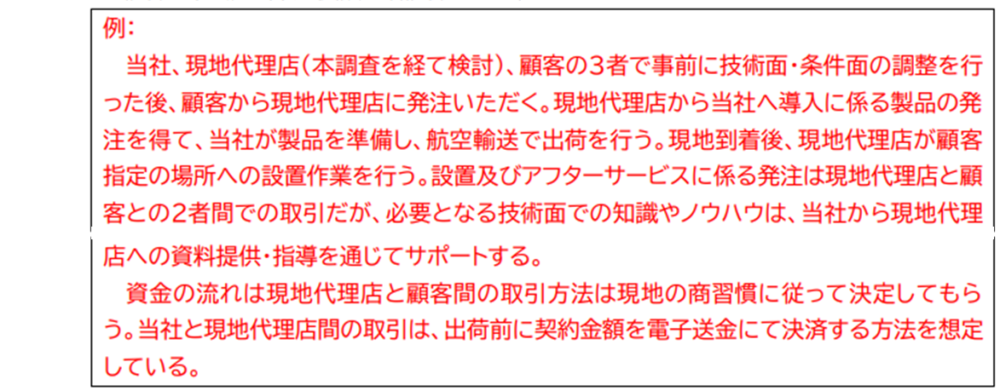 例：
　当社、現地代理店（本調査を経て検討）、顧客の３者で事前に技術面・条件面の調整を行
った後、顧客から現地代理店に発注いただく。現地代理店から当社へ導入に係る製品の発
注を得て、当社が製品を準備し、航空輸送で出荷を行う。現地到着後、現地代理店が顧客
指定の場所への設置作業を行う。設置及びアフターサービスに係る発注は現地代理店と顧
客との２者間での取引だが、必要となる技術面での知識やノウハウは、当社から現地代理
店への資料提供・指導を通じてサポートする。
　資金の流れは現地代理店と顧客間の取引方法は現地の商習慣に従って決定してもら
う。当社と現地代理店間の取引は、出荷前に契約金額を電子送金にて決済する方法を想定
している。